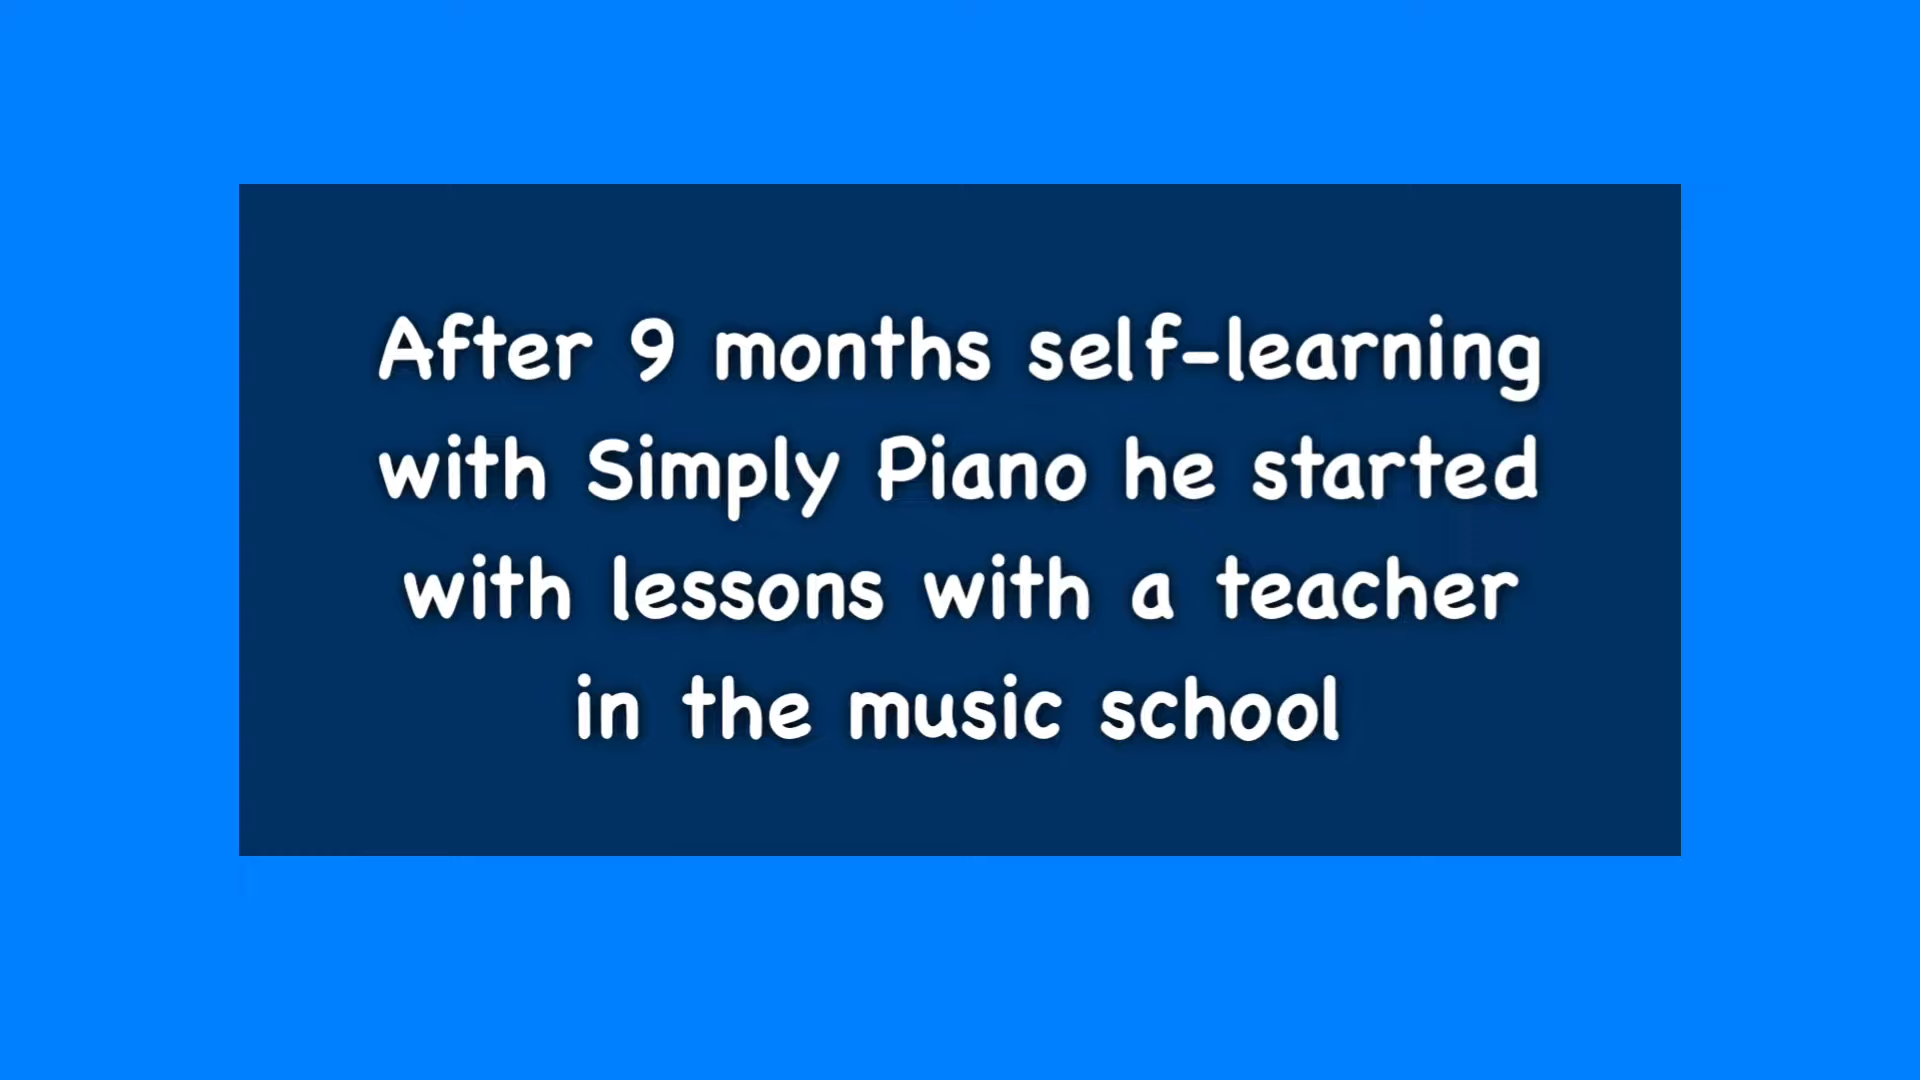 After 9 months self-learning
with Simply Piano he started
with lessons with a teacher
in the music school